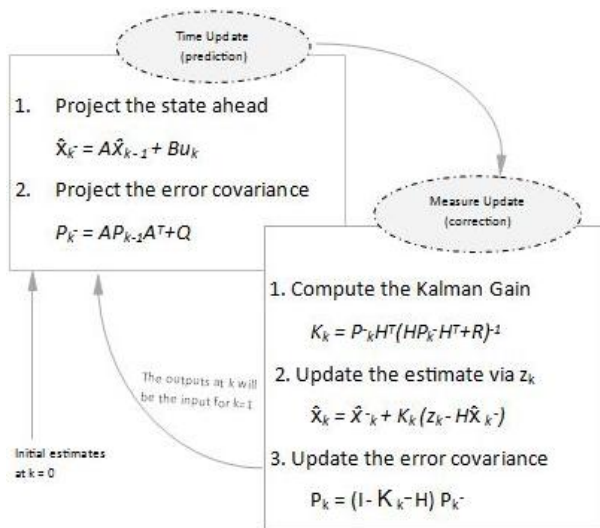 Time Update
(prediction)
1. Project the state ahead
x̂ₖ⁻ = Ax̂ₖ₋₁ + Buₖ
2. Project the error covariance
Pₖ⁻ = APₖ₋₁Aᵀ+Q
Measure Update
(correction)
1. Compute the Kalman Gain
Kₖ = P⁻ₖHᵀ(HPₖ⁻Hᵀ+R)⁻¹
2. Update the estimate via zₖ
x̂ₖ = x̂⁻ₖ + Kₖ(zₖ - Hx̂ₖ⁻)
3. Update the error covariance
Pₖ = (I- Kₖ⁻H) Pₖ⁻
The outputs at k will
be the input for k=1
Initial estimates
at k = 0